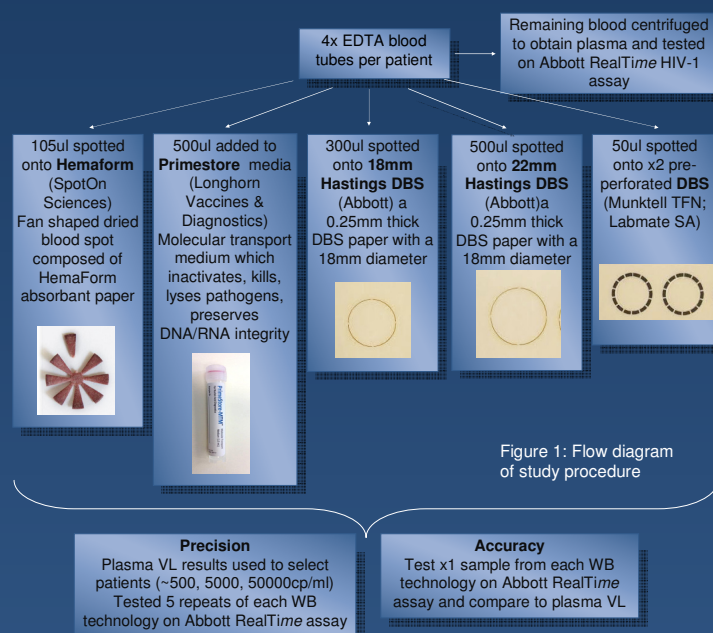 4x EDTA blood
tubes per patient
Remaining blood centrifuged
to obtain plasma and tested
on Abbott RealTime HIV-1
assay
105ul spotted
onto Hemaform
(SpotOn
Sciences)
Fan shaped dried
blood spot
composed of
HemaForm
absorbant paper
500ul added to
Primestore media
(Longhorn
Vaccines &
Diagnostics)
Molecular transport
medium which
inactivates, kills,
lyses pathogens,
preserves
DNA/RNA integrity
PrimeStore MTM
300ul spotted
onto 18mm
Hastings DBS
(Abbott) a
0.25mm thick
DBS paper with a
18mm diameter
500ul spotted
onto 22mm
Hastings DBS
(Abbott)a
0.25mm thick
DBS paper with a
18mm diameter
50ul spotted
onto x2 pre-
perforated DBS
(Munktell TFN;
Labmate SA)
Figure 1: Flow diagram
of study procedure
Precision
Plasma VL results used to select
patients (~500, 5000, 50000cp/ml)
Tested 5 repeats of each WB
technology on Abbott RealTime assay
Accuracy
Test x1 sample from each WB
technology on Abbott RealTime
assay and compare to plasma VL